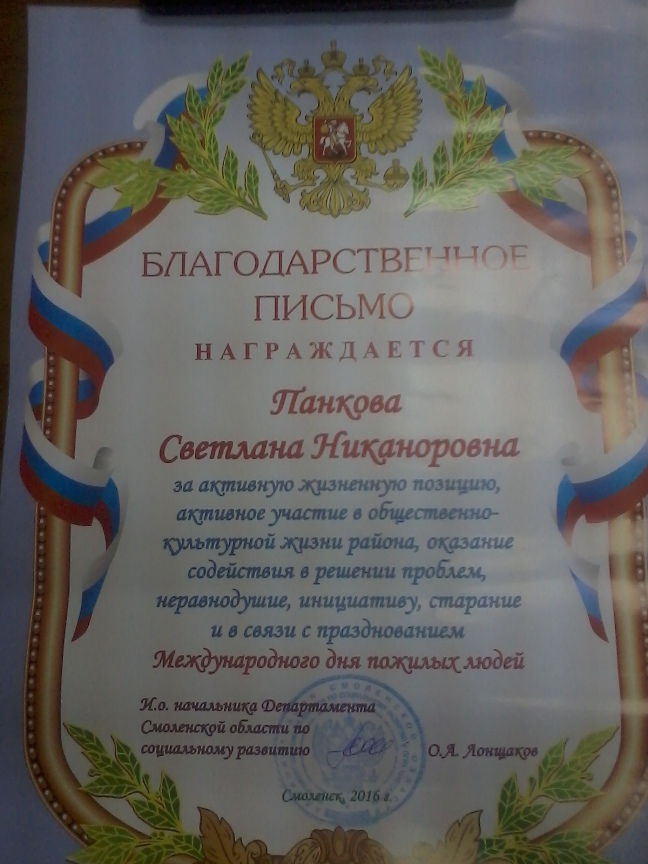 БЛАГОДАРСТВЕННОЕ
ПИСЬМО
НАГРАЖДАЕТСЯ
Панкова
Светлана Никаноровна
за активную жизненную позицию,
активное участие в общественно-
культурной жизни района, оказание
содействия в решении проблем,
неравнодушие, инициативу, старание
и в связи с празднованием
Международного дня пожилых людей
И.о. начальника Департамента
Смоленской области по
социальному развитию
О.А. Лонщаков
Смоленск, 2016 г.